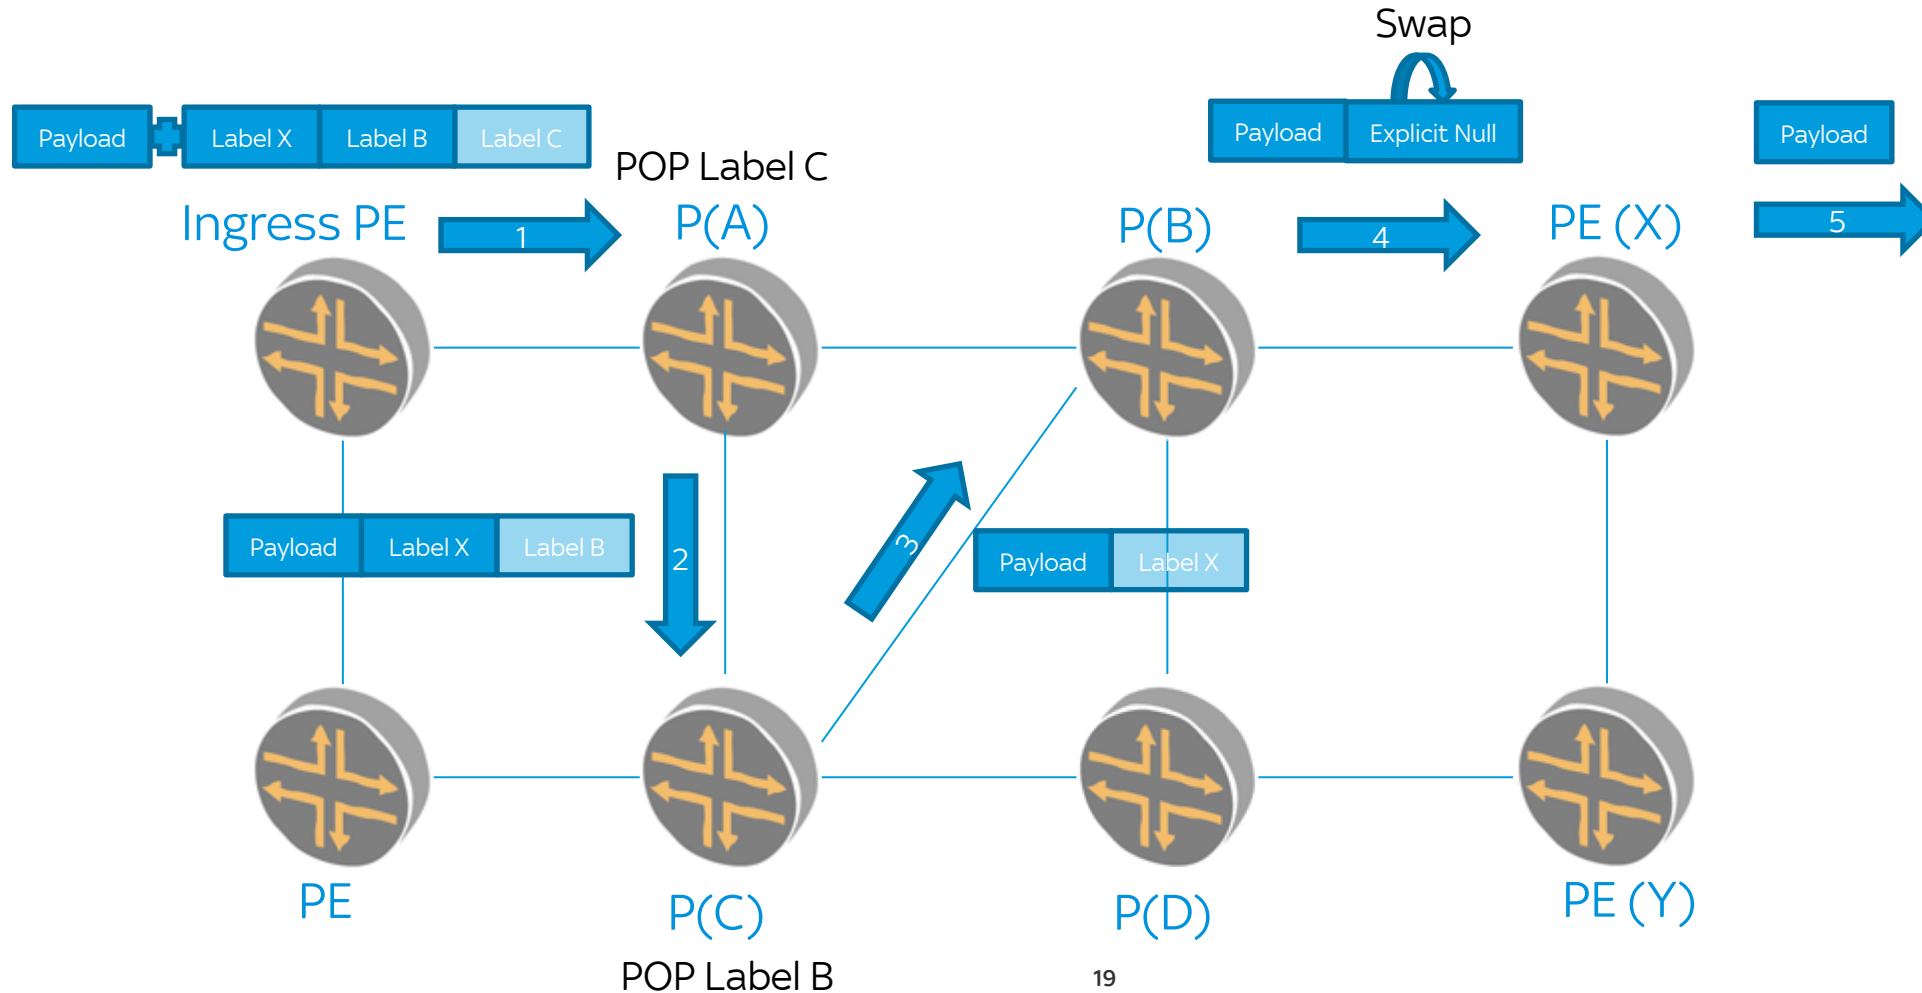 Swap
Payload Label X Label B Label C
Payload Explicit Null
Payload
POP Label C
Ingress PE
1
P(A)
P(B)
4
PE (X)
5
Payload Label X Label B
2
3
Payload Label X
PE
P(C)
P(D)
PE (Y)
POP Label B
19